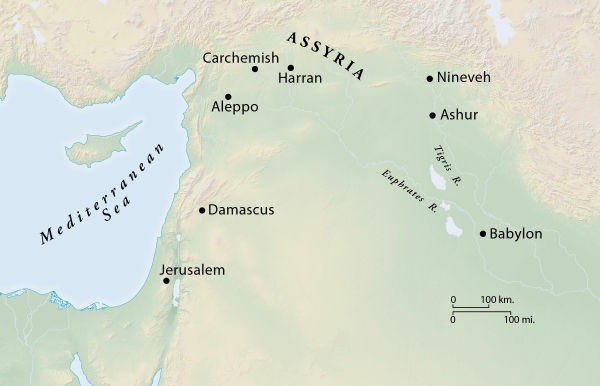 ASSYRIA
Carchemish
Harran
Nineveh
Aleppo
Ashur
Tigris R.
Mediterranean
Sea
Euphrates R.
Damascus
Babylon
Jerusalem
0 100 km.
0 100 mi.